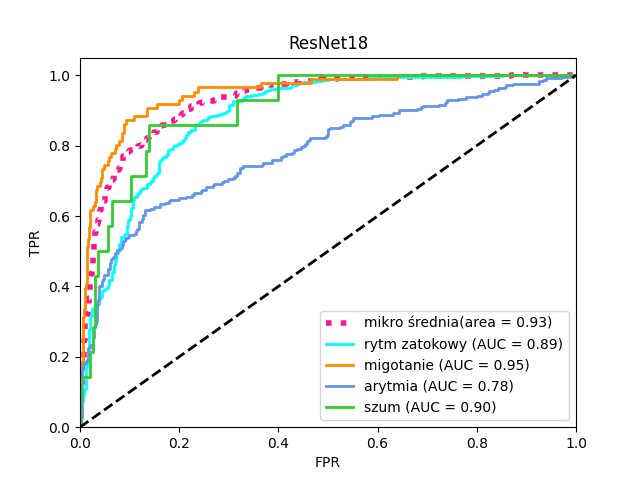 ResNet18
TPR
1.0
0.8
0.6
0.4
0.2
0.0
mikro średnia(area = 0.93)
rytm zatokowy (AUC = 0.89)
migotanie (AUC = 0.95)
arytmia (AUC = 0.78)
szum (AUC = 0.90)
0.0 0.2 0.4 0.6 0.8 1.0
FPR